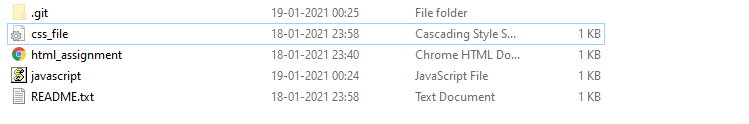 .git 19-01-2021 00:25 File folder
css_file 18-01-2021 23:58 Cascading Style S... 1 KB
html_assignment 18-01-2021 23:40 Chrome HTML Do... 1 KB
javascript 19-01-2021 00:24 JavaScript File 1 KB
README.txt 18-01-2021 23:58 Text Document 1 KB